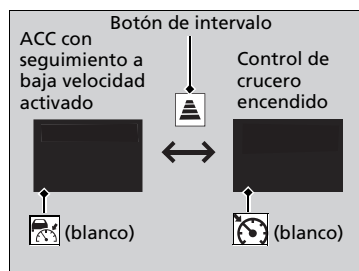 Botón de intervalo
ACC con
seguimiento a
baja velocidad
activado
Control de
crucero
encendido
(blanco)
(blanco)